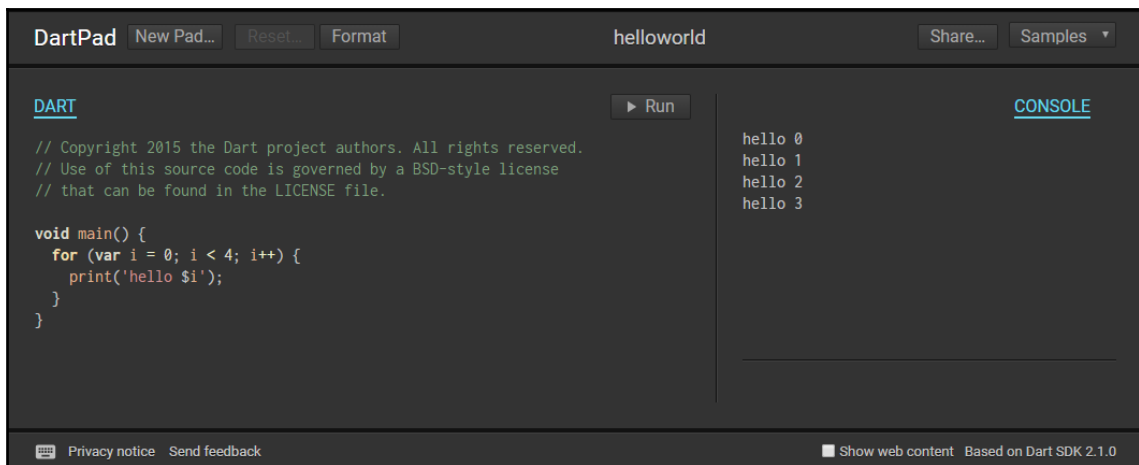 DartPad New Pad... Reset... Format helloworld Share... Samples
DART Run CONSOLE
// Copyright 2015 the Dart project authors. All rights reserved.
// Use of this source code is governed by a BSD-style license
// that can be found in the LICENSE file.
void main() {
  for (var i = 0; i < 4; i++) {
    print('hello $i');
  }
}
hello 0
hello 1
hello 2
hello 3
Privacy notice Send feedback Show web content Based on Dart SDK 2.1.0